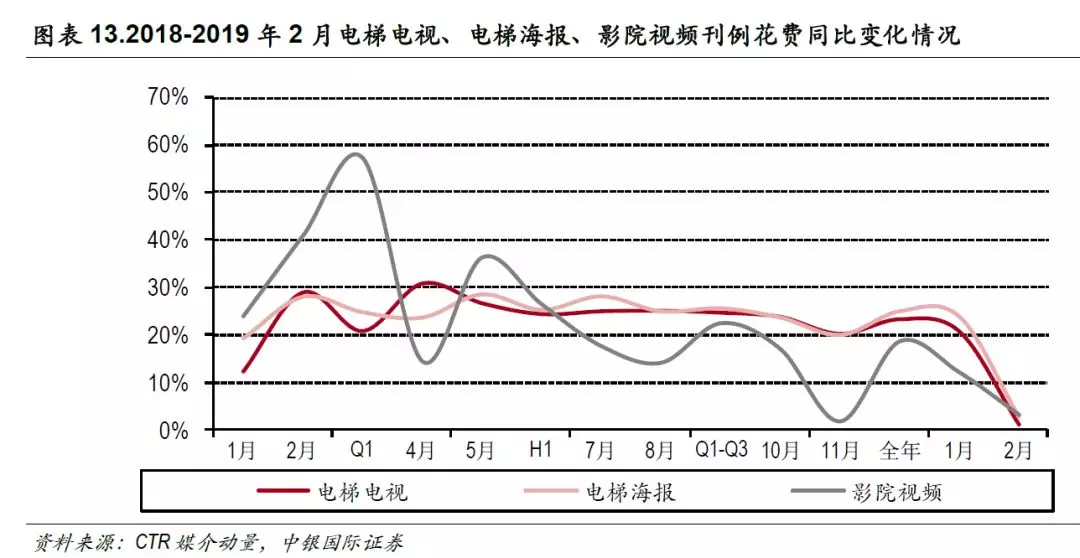 图表 13.2018-2019 年 2 月电梯电视、电梯海报、影院视频刊例花费同比变化情况
70%
60%
50%
40%
30%
20%
10%
0%
1月 2月 Q1 4月 5月 H1 7月 8月 Q1-Q3 10月 11月 全年 1月 2月
电梯电视 电梯海报 影院视频
资料来源：CTR 媒介动量，中银国际证券